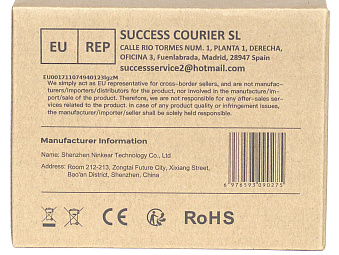 EU REP
SUCCESS COURIER SL
CALLE RIO TORMES NUM. 1, PLANTA 1, DERECHA,
OFICINA 3, Fuenlabrada, Madrid, 28947 Spain
successservice2@hotmail.com
EU001711074940123lgzM
We simply act as EU representative for cross-border sellers, and are not manufac-
turers/importers/distributors for the product, nor involved in the manufacture/im-
port/sale of the product. Therefore, we are not responsible for any after-sales ser-
vices related to the product. In case of any product quality or infringement issues,
the manufacturer/importer/seller shall be solely held responsible.
Manufacturer Information
Name: Shenzhen Ninkear Technology Co., Ltd.
Address: Room 212-213, Zongtai Future City, Xixiang Street,
Bao'an District, Shenzhen, China
6976593090275
CE RoHS